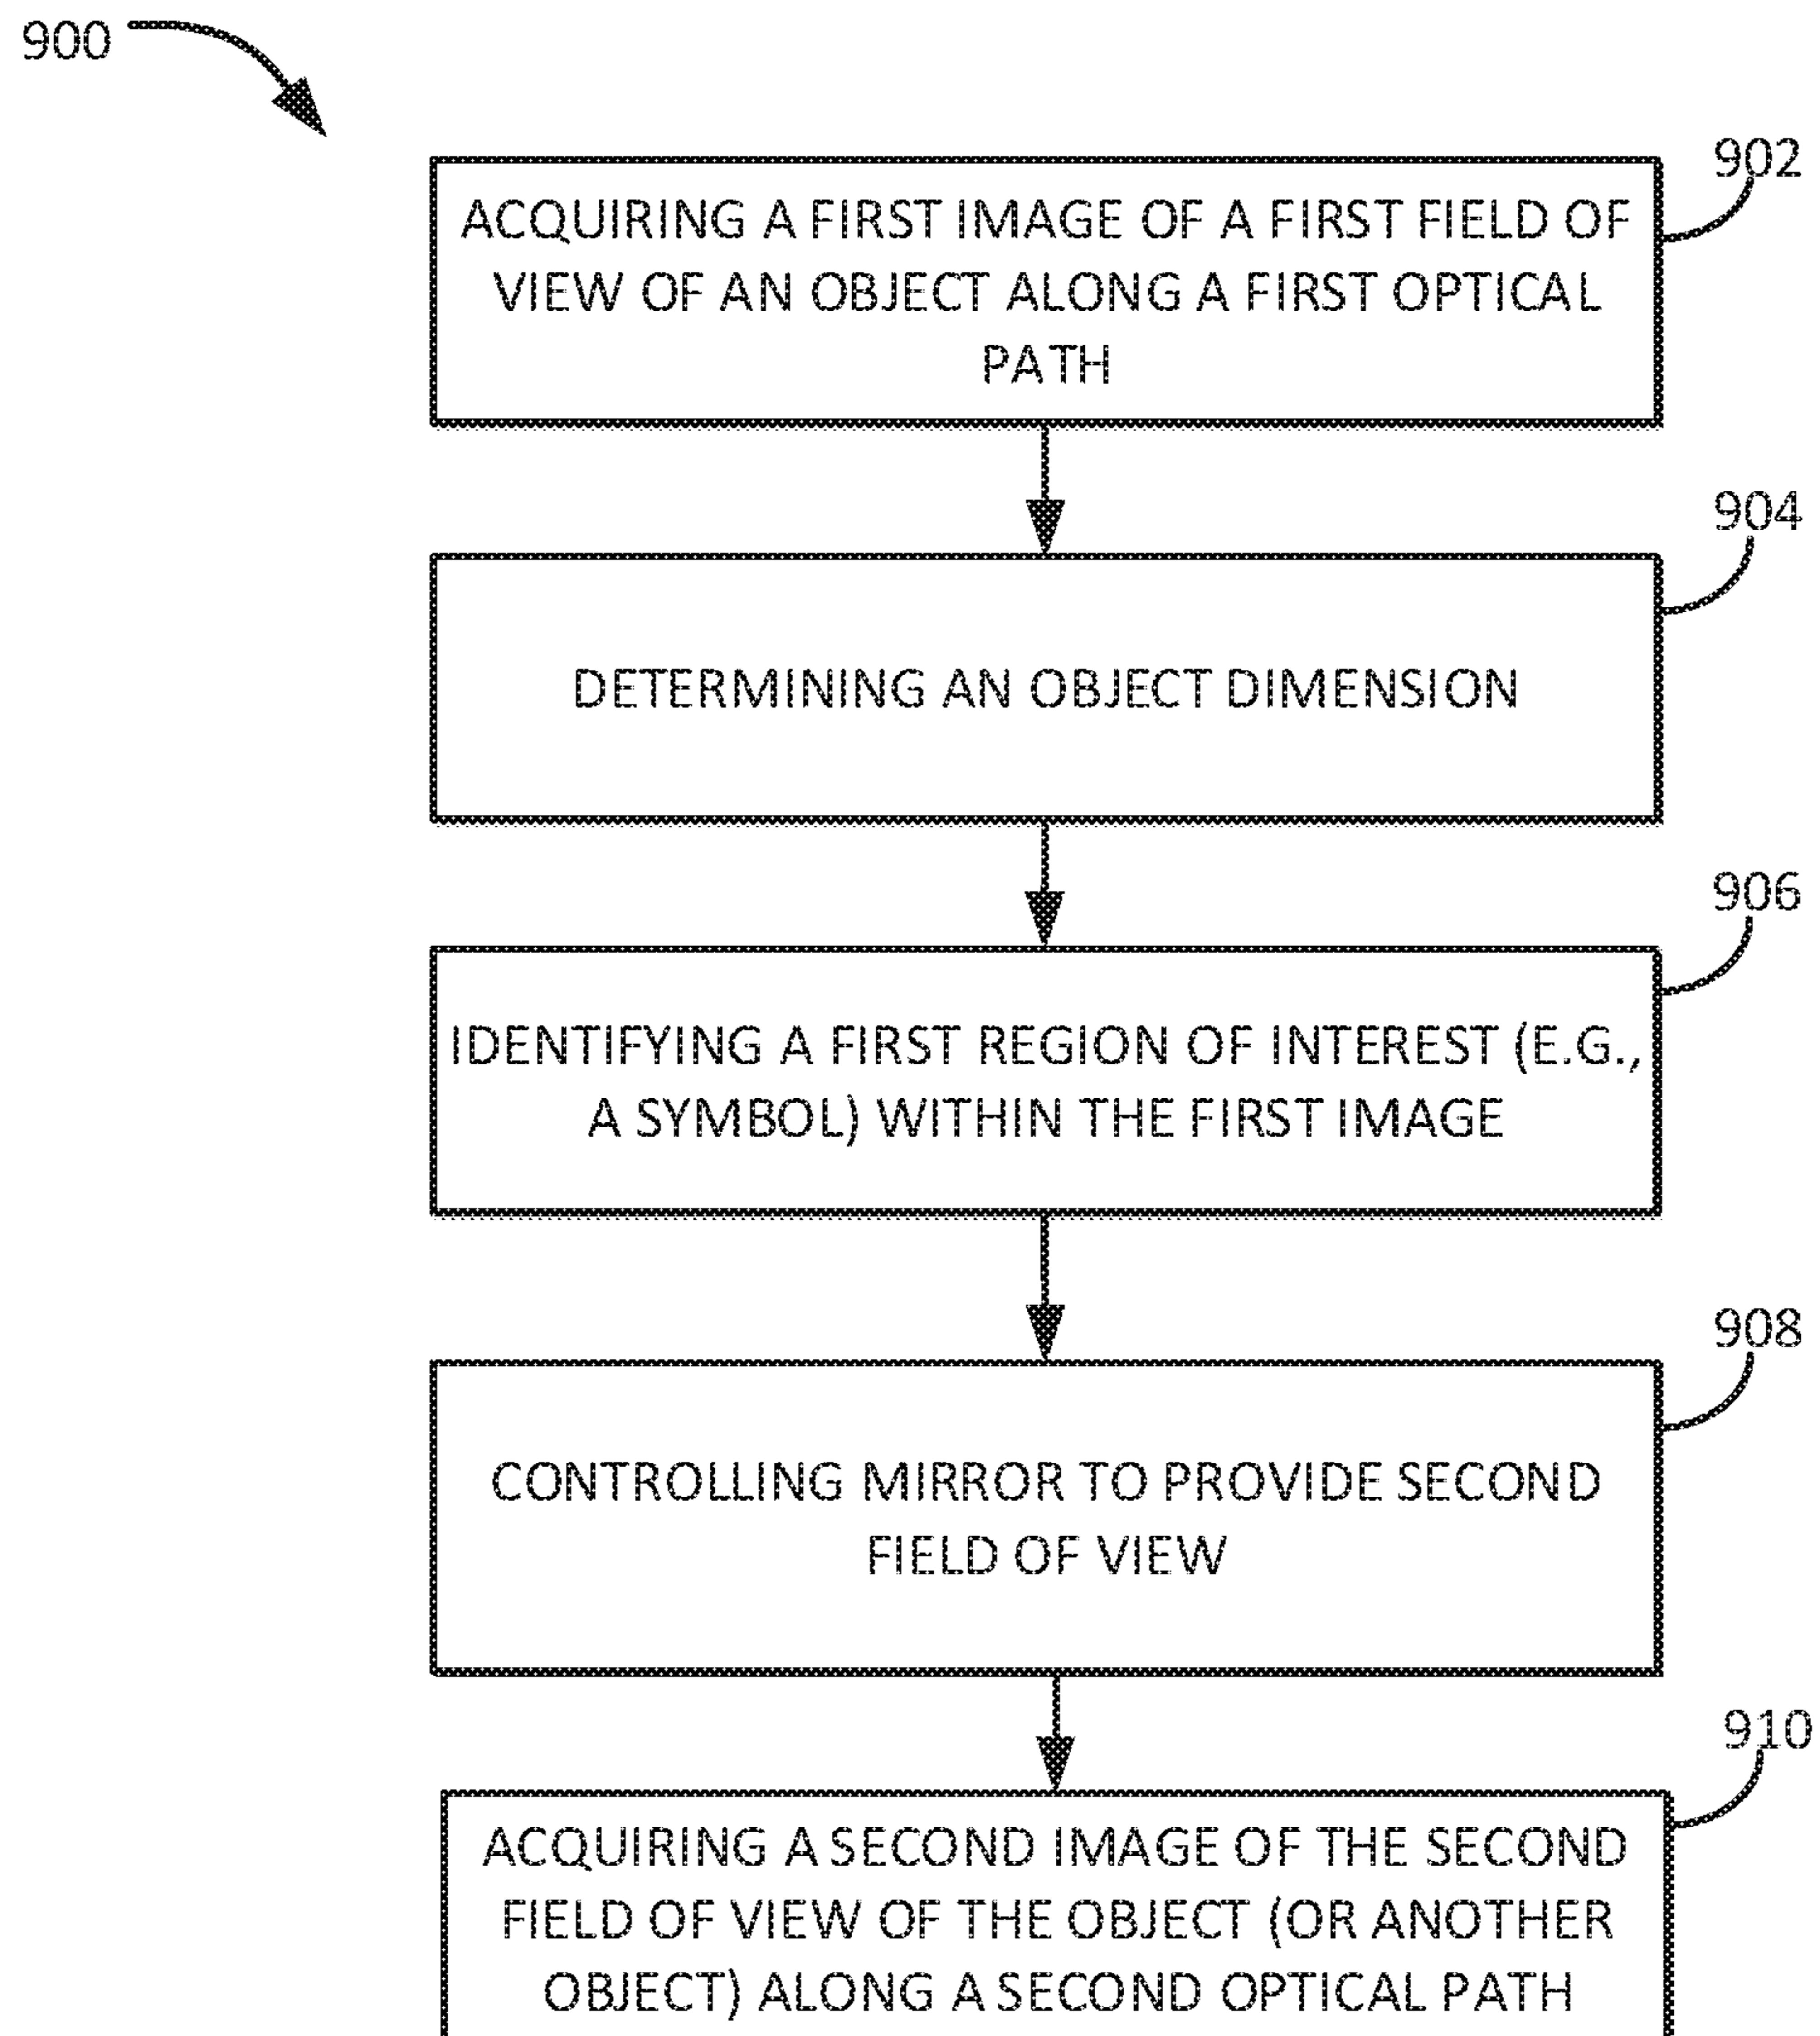 900
902
ACQUIRING A FIRST IMAGE OF A FIRST FIELD OF
VIEW OF AN OBJECT ALONG A FIRST OPTICAL
PATH
904
DETERMINING AN OBJECT DIMENSION
906
IDENTIFYING A FIRST REGION OF INTEREST (E.G.,
A SYMBOL) WITHIN THE FIRST IMAGE
908
CONTROLLING MIRROR TO PROVIDE SECOND
FIELD OF VIEW
910
ACQUIRING A SECOND IMAGE OF THE SECOND
FIELD OF VIEW OF THE OBJECT (OR ANOTHER
OBJECT) ALONG A SECOND OPTICAL PATH